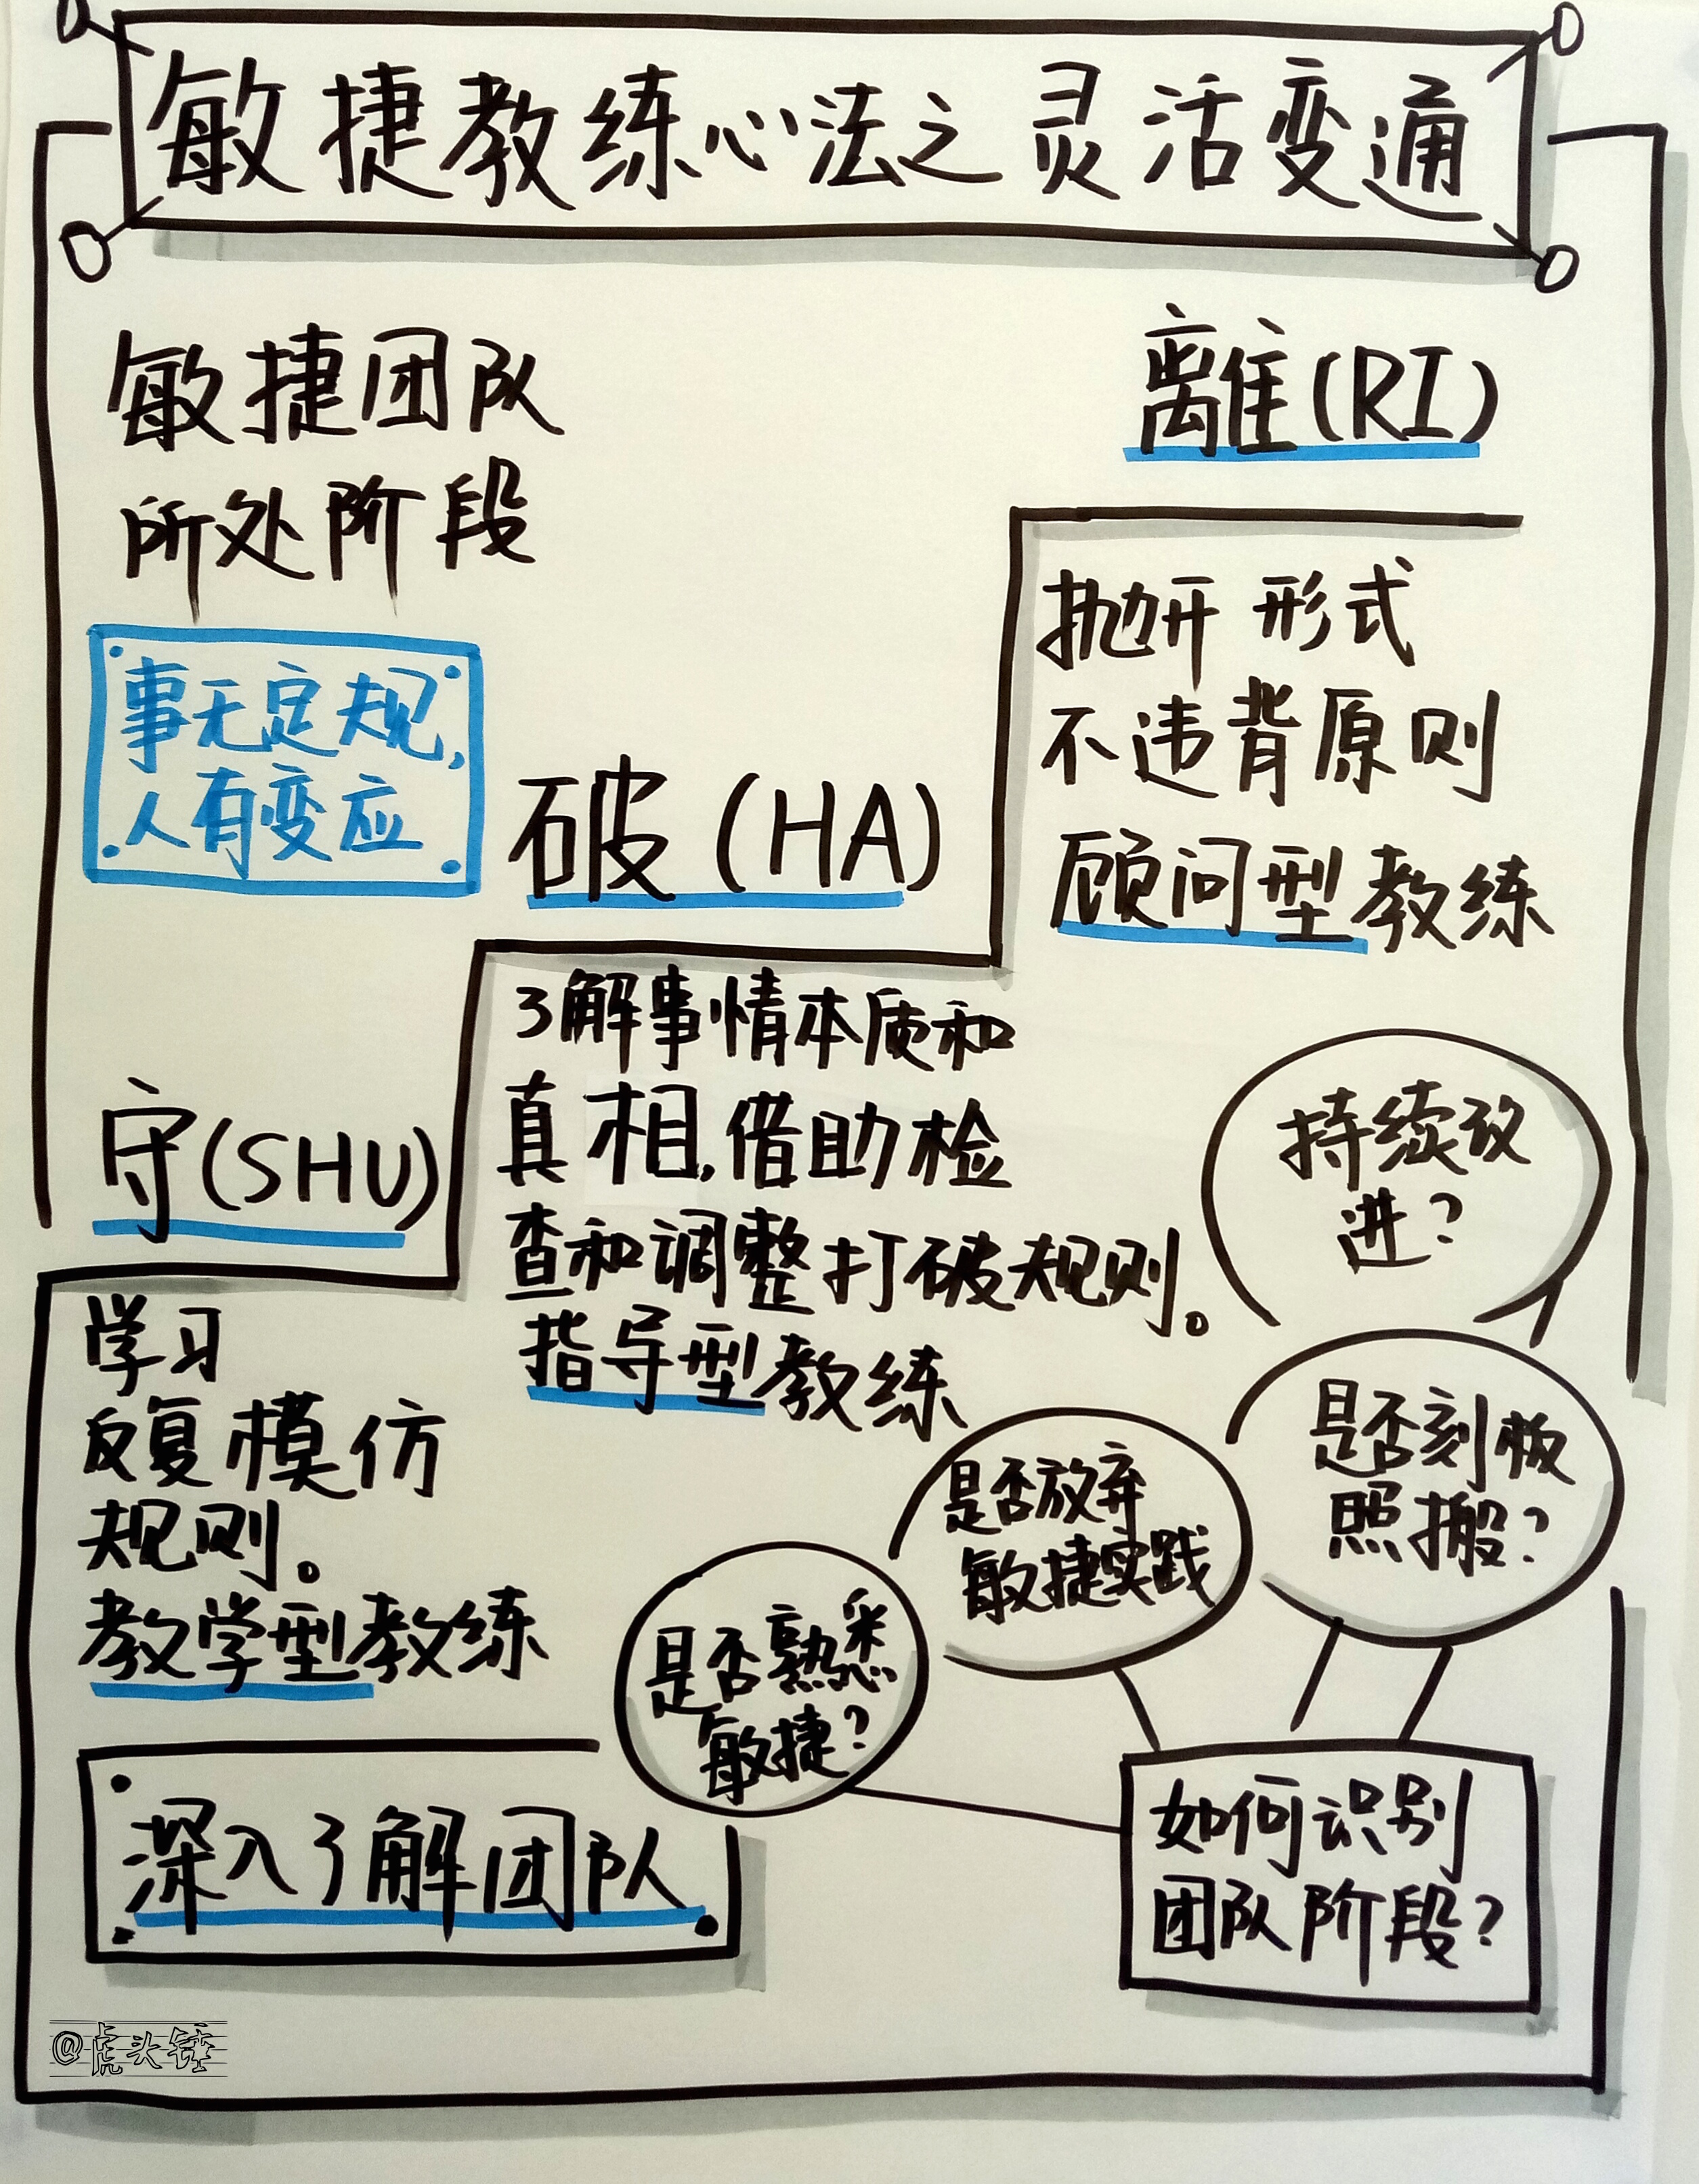 敏捷教练心法之灵活变通
敏捷团队
所处阶段
事无定规,
人有变应
離(RI)
抛开形式
不违背原则
顾问型教练
破(HA)
了解事情本质和
真相,借助检
查和调整打破规则。
指导型教练
守(SHU)
学习
反复模仿
规则。
教学型教练
持续改
进?
是否刻板
照搬?
是否放弃
敏捷实践
是否熟悉
敏捷?
如何识别
团队阶段?
深入了解团队
@虎头锤